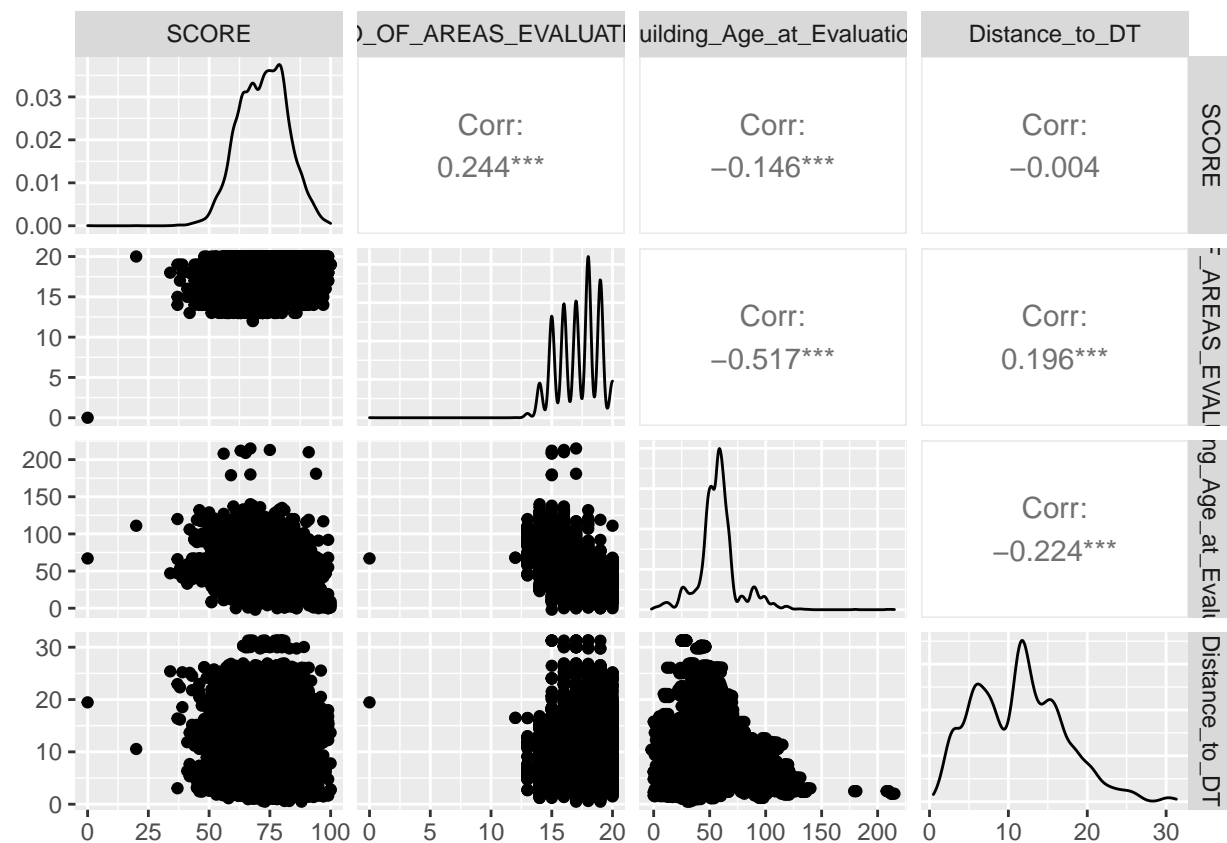 SCORE
O_OF_AREAS_EVALUATI
uilding_Age_at_Evaluatio
Distance_to_DT
0.03
0.02
0.01
0.00
Corr:
0.244***
Corr:
−0.146***
Corr:
−0.004
SCORE
20
15
10
5
0
Corr:
−0.517***
Corr:
0.196***
F_AREAS_EVAL
200
150
100
50
0
Corr:
−0.224***
ng_Age_at_Evalu
30
20
10
0
Distance_to_DT
0 25 50 75 100
0 5 10 15 20
0 50 100 150 200
0 10 20 30